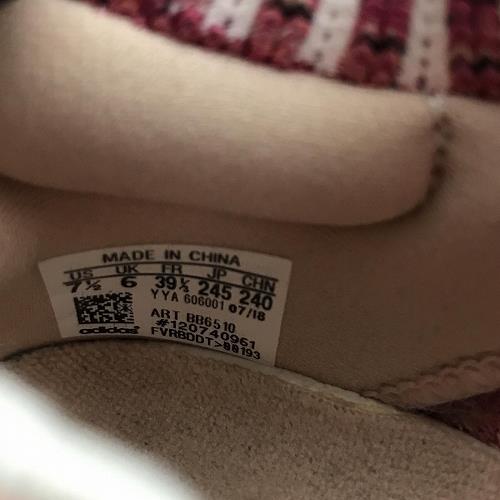 MADE IN CHINA
US UK FR JP CHN
7½ 6 39⅓ 245 240
YYA 606001 07/18
ART BB6510
#120740961
adidas FVRBDDT>00193